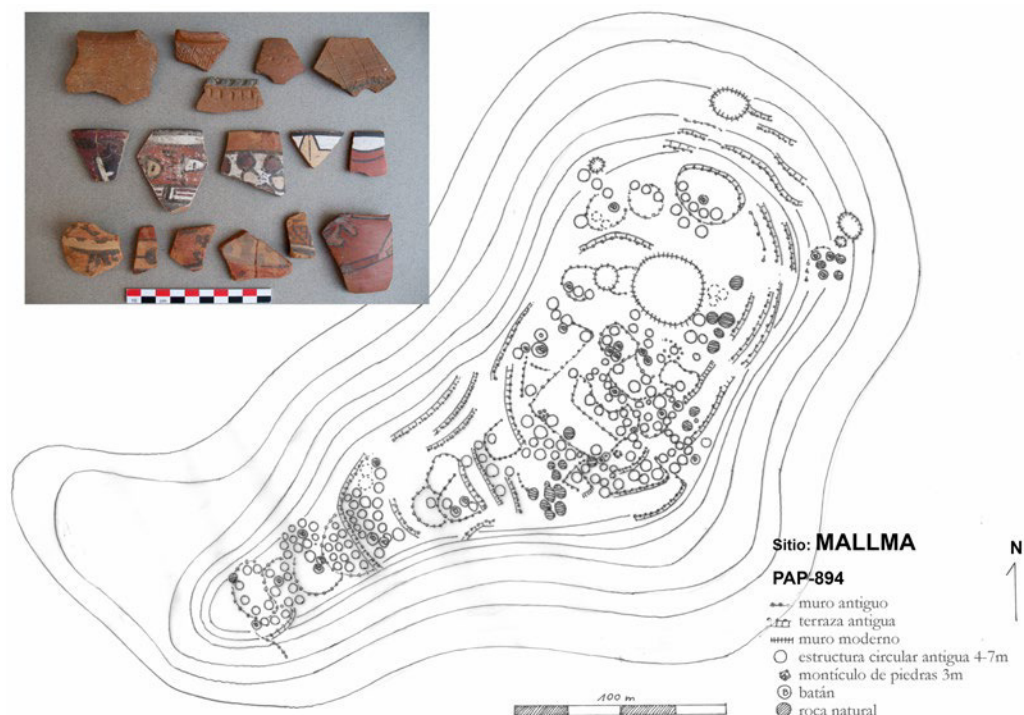 Sitio: MALLMA
N
PAP-894
muro antiguo
terraza antigua
muro moderno
estructura circular antigua 4-7m
montículo de piedras 3m
B batán
roca natural
100 m